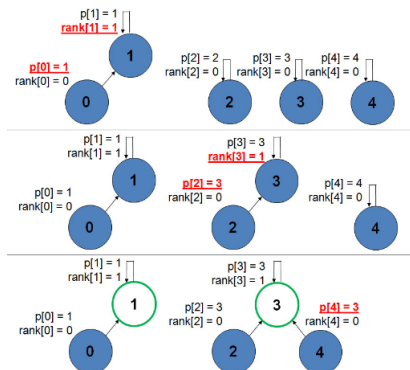 p[1] = 1
rank[1] = 1
1
p[0] = 1
rank[0] = 0
0
p[2] = 2
rank[2] = 0
2
p[3] = 3
rank[3] = 0
3
p[4] = 4
rank[4] = 0
4
p[1] = 1
rank[1] = 1
1
p[0] = 1
rank[0] = 0
0
p[3] = 3
rank[3] = 1
3
p[2] = 3
rank[2] = 0
2
p[4] = 4
rank[4] = 0
4
p[1] = 1
rank[1] = 1
1
p[0] = 1
rank[0] = 0
0
p[3] = 3
rank[3] = 1
3
p[2] = 3
rank[2] = 0
2
p[4] = 3
rank[4] = 0
4